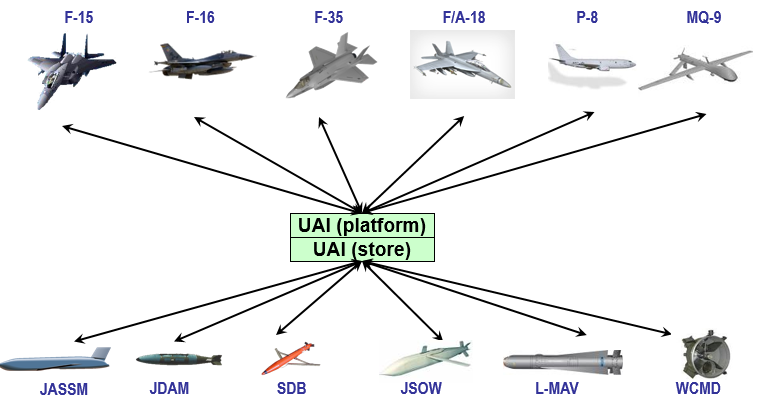 F-15
F-16
F-35
F/A-18
P-8
MQ-9
UAI (platform)
UAI (store)
JASSM
JDAM
SDB
JSOW
L-MAV
WCMD